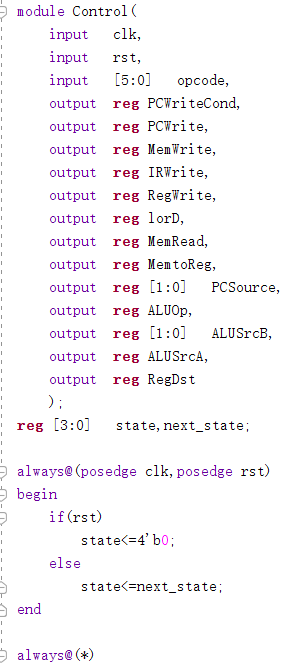 module Control(
input clk,
input rst,
input [5:0] opcode,
output reg PCWriteCond,
output reg PCWrite,
output reg MemWrite,
output reg IRWrite,
output reg RegWrite,
output reg lorD,
output reg MemRead,
output reg MemtoReg,
output reg [1:0] PCSource,
output reg ALUOp,
output reg [1:0] ALUSrcB,
output reg ALUSrcA,
output reg RegDst
);
reg [3:0] state,next_state;
always@(posedge clk,posedge rst)
begin
if(rst)
state<=4'b0;
else
state<=next_state;
end
always@(*)